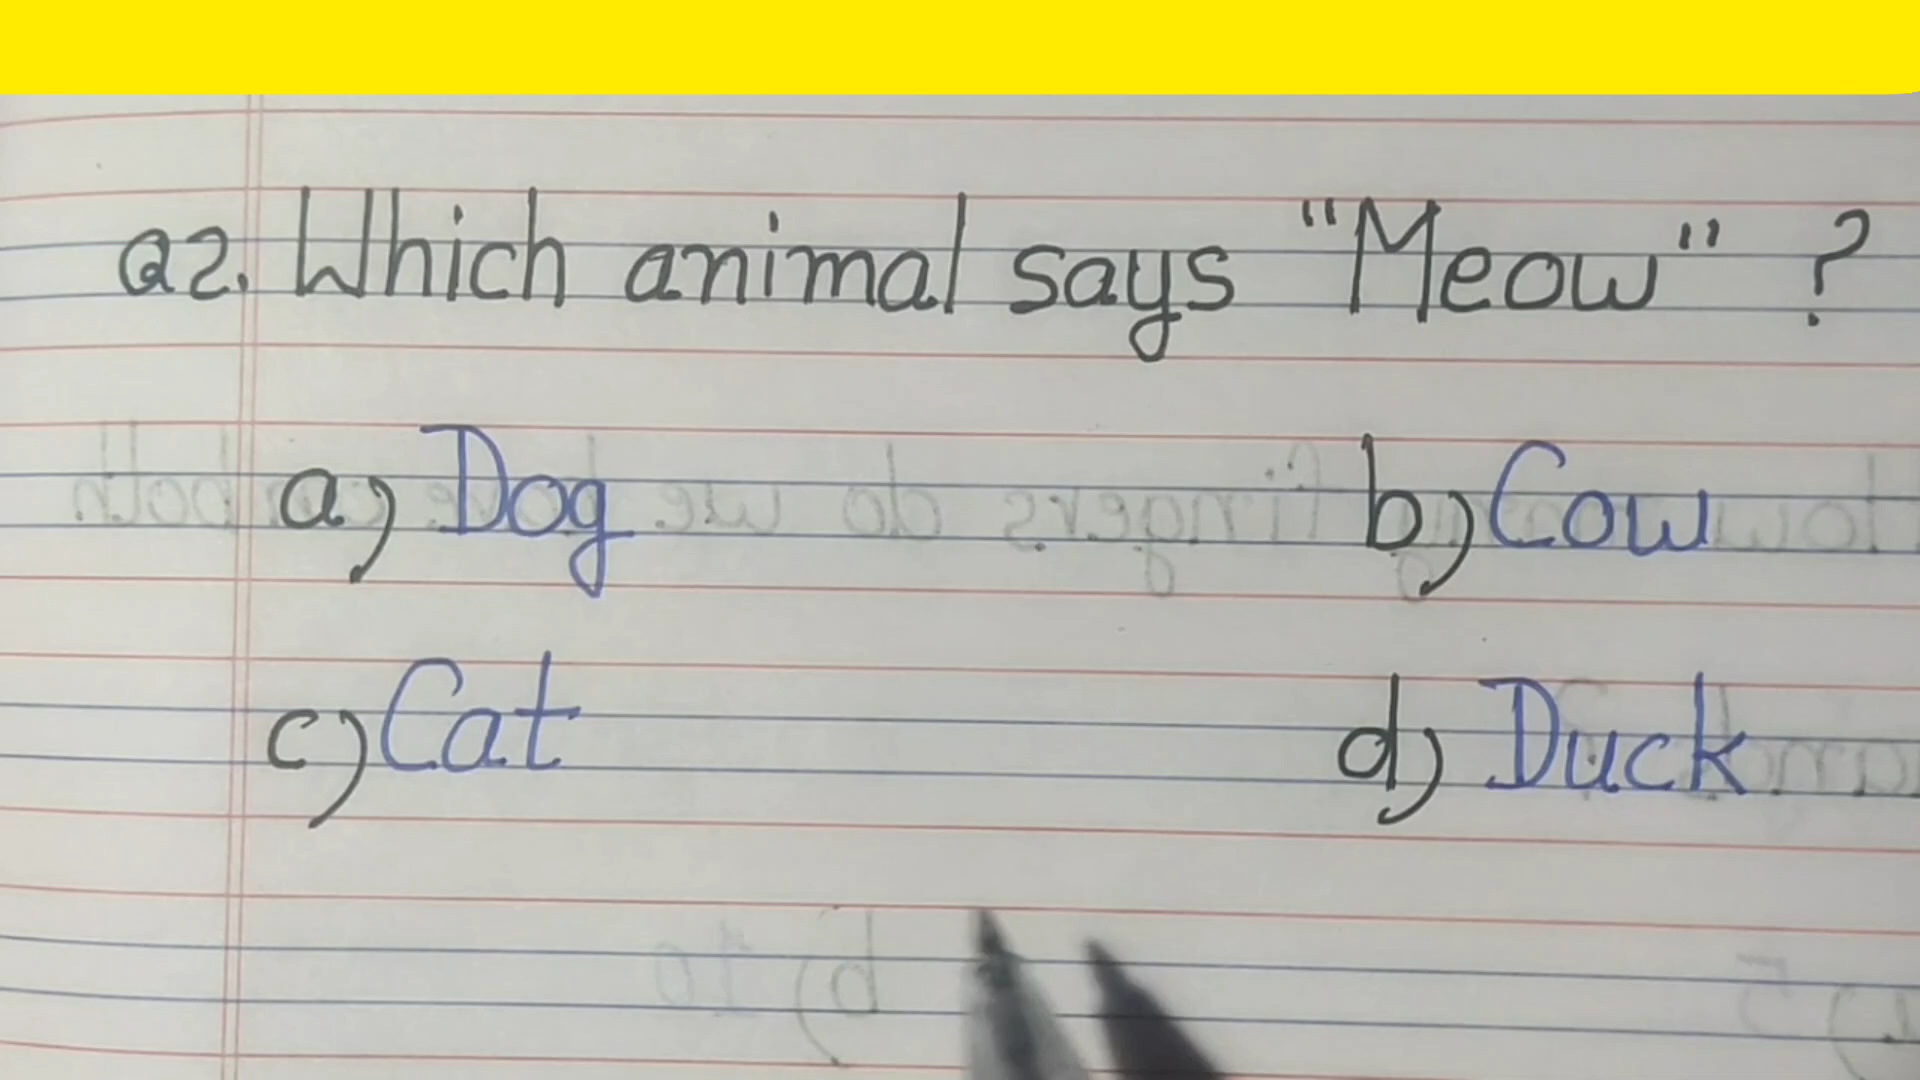 Q2. Which animal says "Meow" ?
a) Dog b) Cow
c) Cat d) Duck